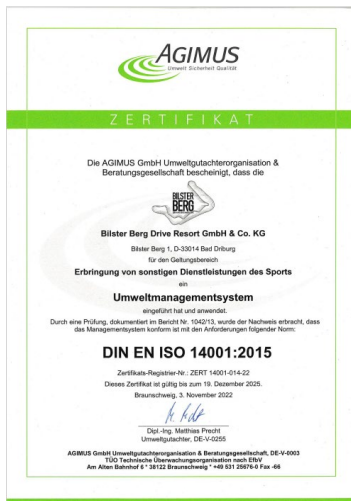 AGIMUS
Umwelt Sicherheit Qualität
ZERTIFIKAT
Die AGIMUS GmbH Umweltgutachterorganisation &
Beratungsgesellschaft bescheinigt, dass die
BILSTER
BERG
Bilster Berg Drive Resort GmbH & Co. KG
Bilster Berg 1, D-33014 Bad Driburg
für den Geltungsbereich
Erbringung von sonstigen Dienstleistungen des Sports
ein
Umweltmanagementsystem
eingeführt hat und anwendet.
Durch eine Prüfung, dokumentiert im Bericht Nr. 1042/13, wurde der Nachweis erbracht, dass
das Managementsystem konform ist mit den Anforderungen folgender Norm:
DIN EN ISO 14001:2015
Zertifikats-Registrier-Nr.: ZERT 14001-014-22
Dieses Zertifikat ist gültig bis zum 19. Dezember 2025.
Braunschweig, 3. November 2022
Dipl.-Ing. Matthias Precht
Umweltgutachter, DE-V-0255
AGIMUS GmbH Umweltgutachterorganisation & Beratungsgesellschaft, DE-V-0003
TÜO Technische Überwachungsorganisation nach EfbV
Am Alten Bahnhof 6 * 38122 Braunschweig * +49 531 25676-0 Fax -66